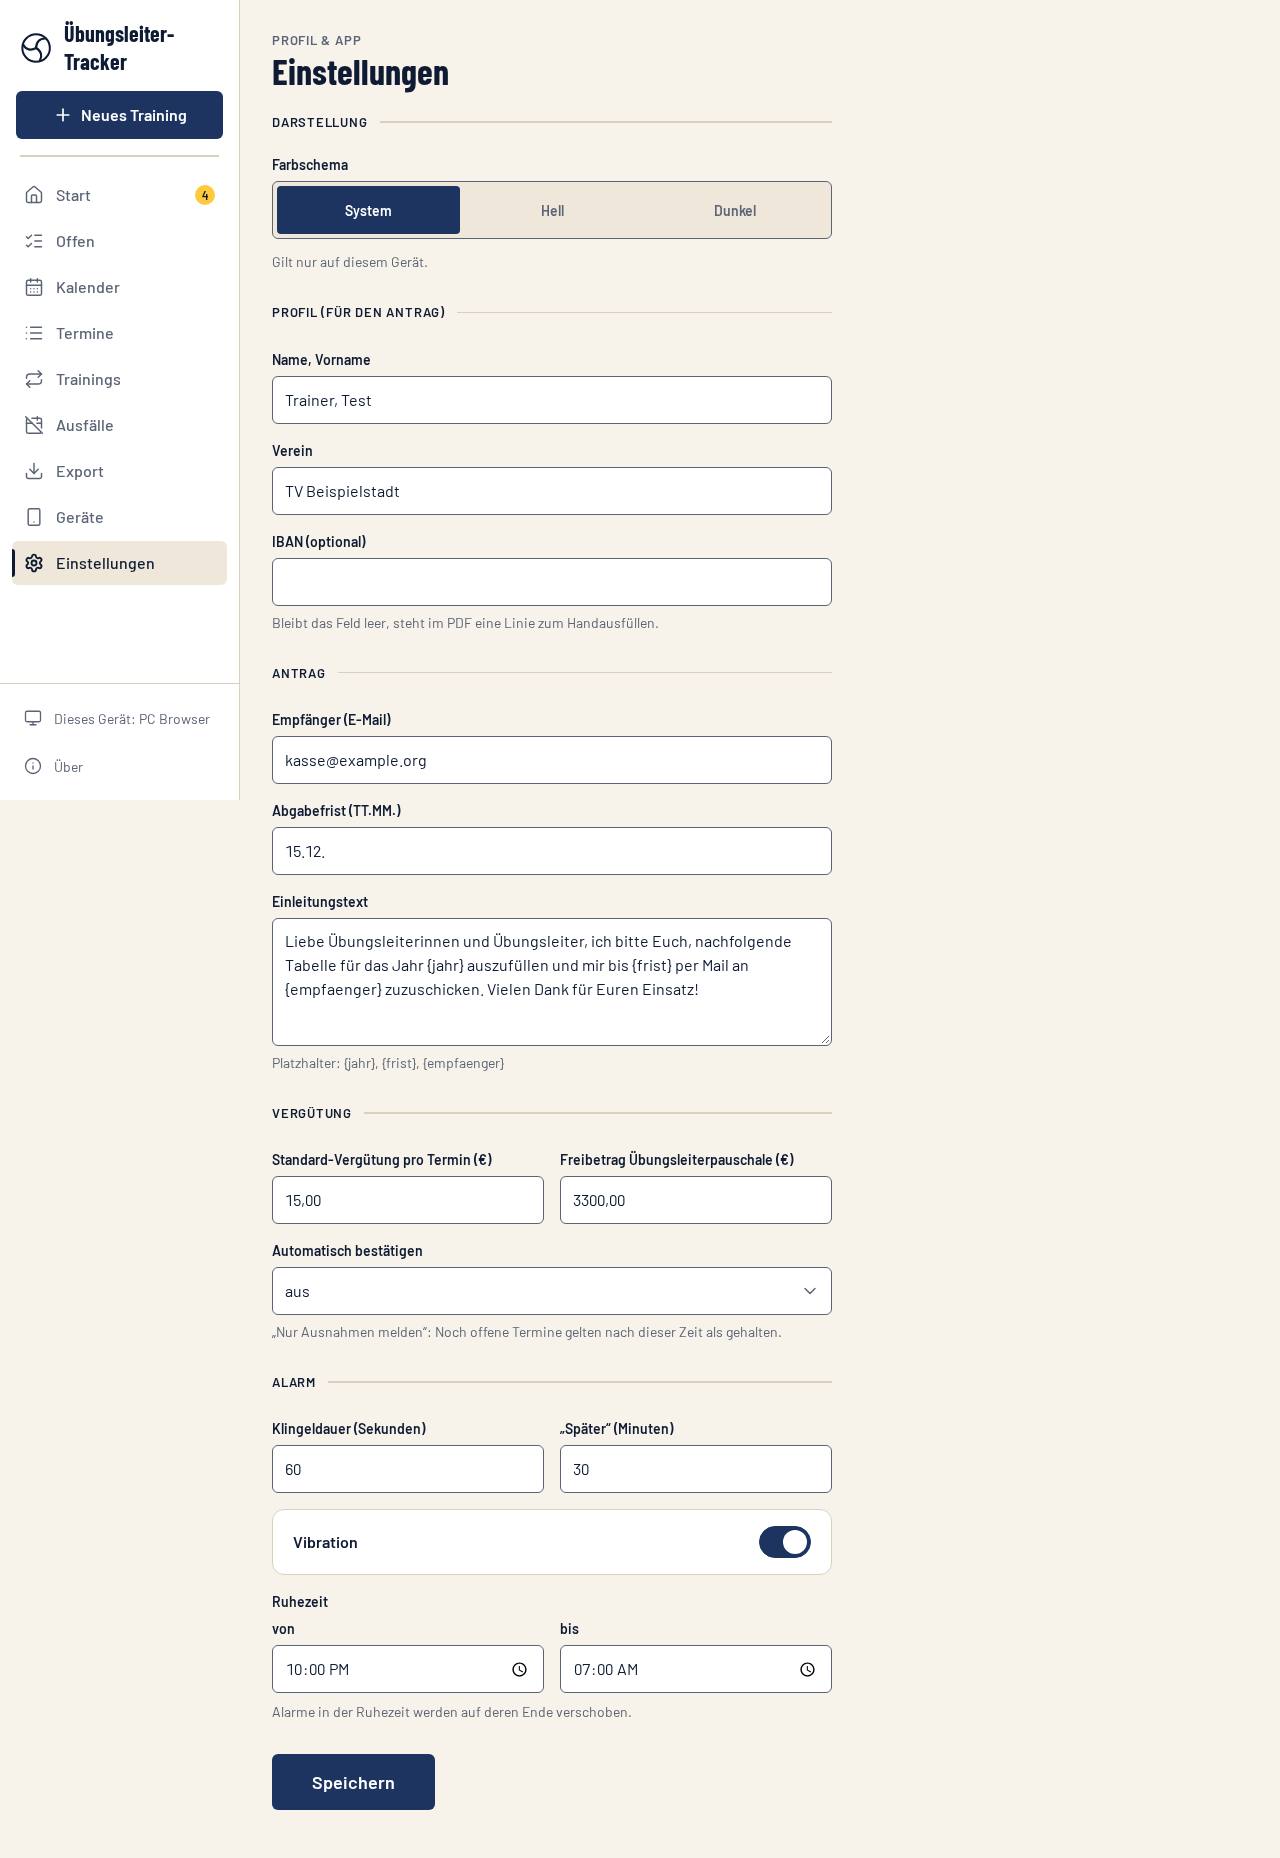 Übungsleiter-
Tracker
Neues Training
Start
4
Offen
Kalender
Termine
Trainings
Ausfälle
Export
Geräte
Einstellungen
Dieses Gerät: PC Browser
Über
PROFIL & APP
Einstellungen
DARSTELLUNG
Farbschema
System Hell Dunkel
Gilt nur auf diesem Gerät.
PROFIL (FÜR DEN ANTRAG)
Name, Vorname
Trainer, Test
Verein
TV Beispielstadt
IBAN (optional)
Bleibt das Feld leer, steht im PDF eine Linie zum Handausfüllen.
ANTRAG
Empfänger (E-Mail)
kasse@example.org
Abgabefrist (TT.MM.)
15.12.
Einleitungstext
Liebe Übungsleiterinnen und Übungsleiter, ich bitte Euch, nachfolgende
Tabelle für das Jahr {jahr} auszufüllen und mir bis {frist} per Mail an
{empfaenger} zuzuschicken. Vielen Dank für Euren Einsatz!
Platzhalter: {jahr}, {frist}, {empfaenger}
VERGÜTUNG
Standard-Vergütung pro Termin (€) Freibetrag Übungsleiterpauschale (€)
15,00 3300,00
Automatisch bestätigen
aus
„Nur Ausnahmen melden“: Noch offene Termine gelten nach dieser Zeit als gehalten.
ALARM
Klingeldauer (Sekunden) „Später“ (Minuten)
60 30
Vibration
Ruhezeit
von bis
10:00 PM 07:00 AM
Alarme in der Ruhezeit werden auf deren Ende verschoben.
Speichern